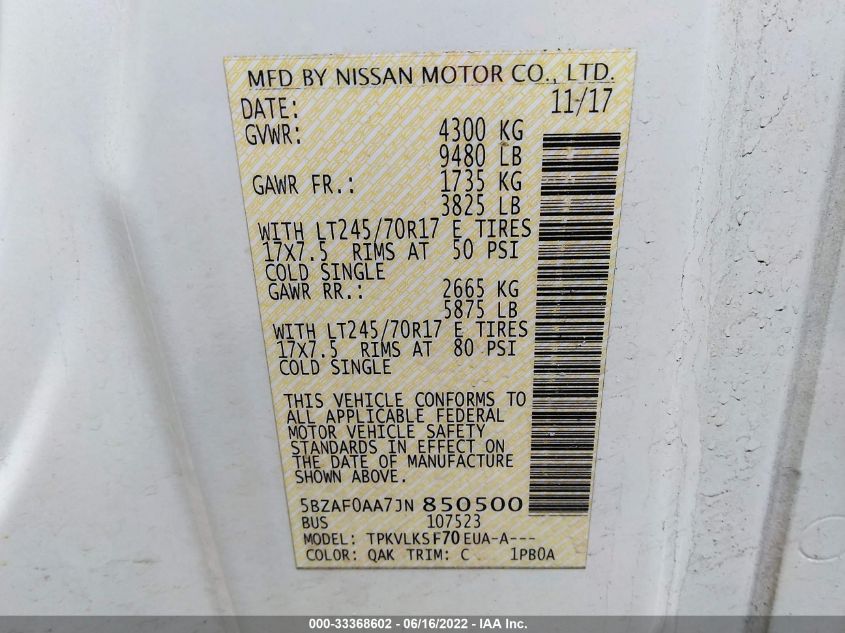 MFD BY NISSAN MOTOR CO., LTD.
DATE: 11/17
GVWR: 4300 KG
9480 LB
GAWR FR.: 1735 KG
3825 LB
WITH LT245/70R17 E TIRES
17X7.5 RIMS AT 50 PSI
COLD SINGLE
GAWR RR.: 2665 KG
5875 LB
WITH LT245/70R17 E TIRES
17X7.5 RIMS AT 80 PSI
COLD SINGLE
THIS VEHICLE CONFORMS TO
ALL APPLICABLE FEDERAL
MOTOR VEHICLE SAFETY
STANDARDS IN EFFECT ON
THE DATE OF MANUFACTURE
SHOWN ABOVE.
5BZAF0AA7JN 850500
BUS 107523
MODEL: TPKVLKSF70EUA-A---
COLOR: QAK TRIM: C 1PB0A
000-33368602 - 06/16/2022 - IAA Inc.